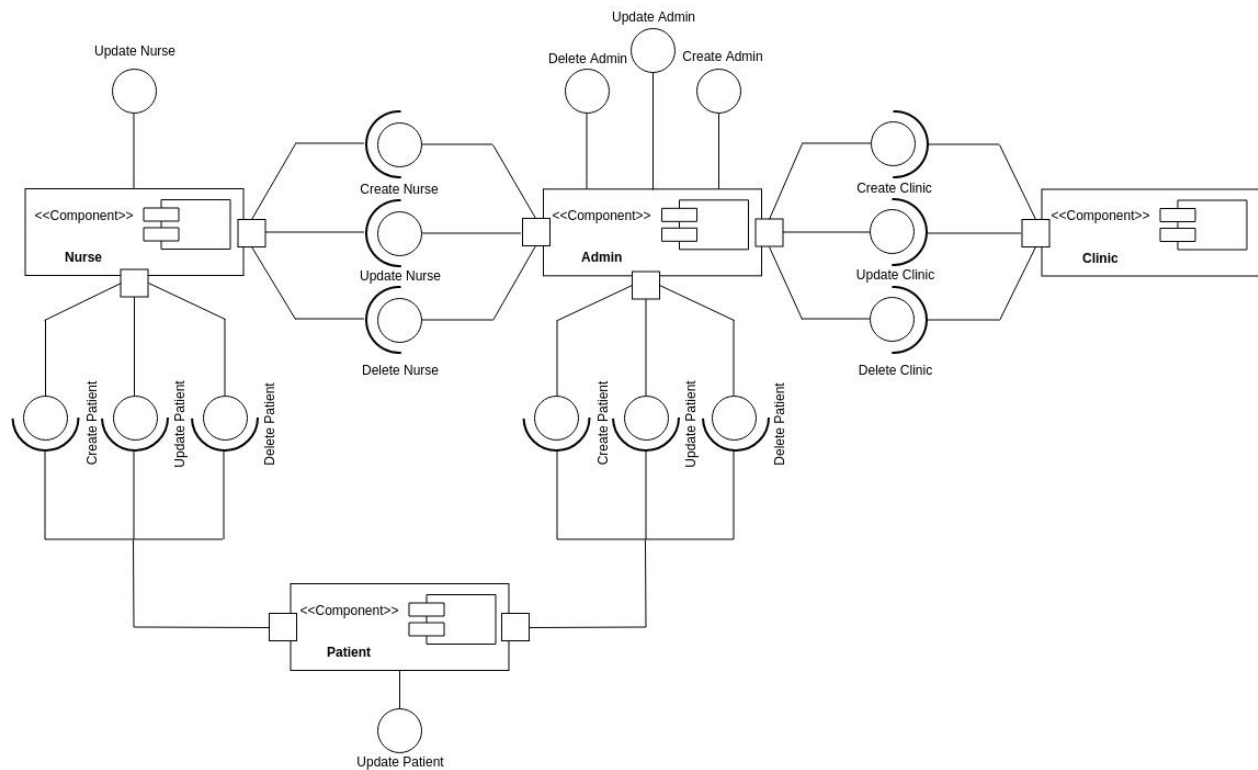 Update Admin
Update Nurse
Delete Admin
Create Admin
Create Nurse
Create Clinic
<<Component>>
Nurse
<<Component>>
Admin
<<Component>>
Clinic
Update Nurse
Update Clinic
Delete Nurse
Delete Clinic
Create Patient
Update Patient
Delete Patient
Create Patient
Update Patient
Delete Patient
<<Component>>
Patient
Update Patient